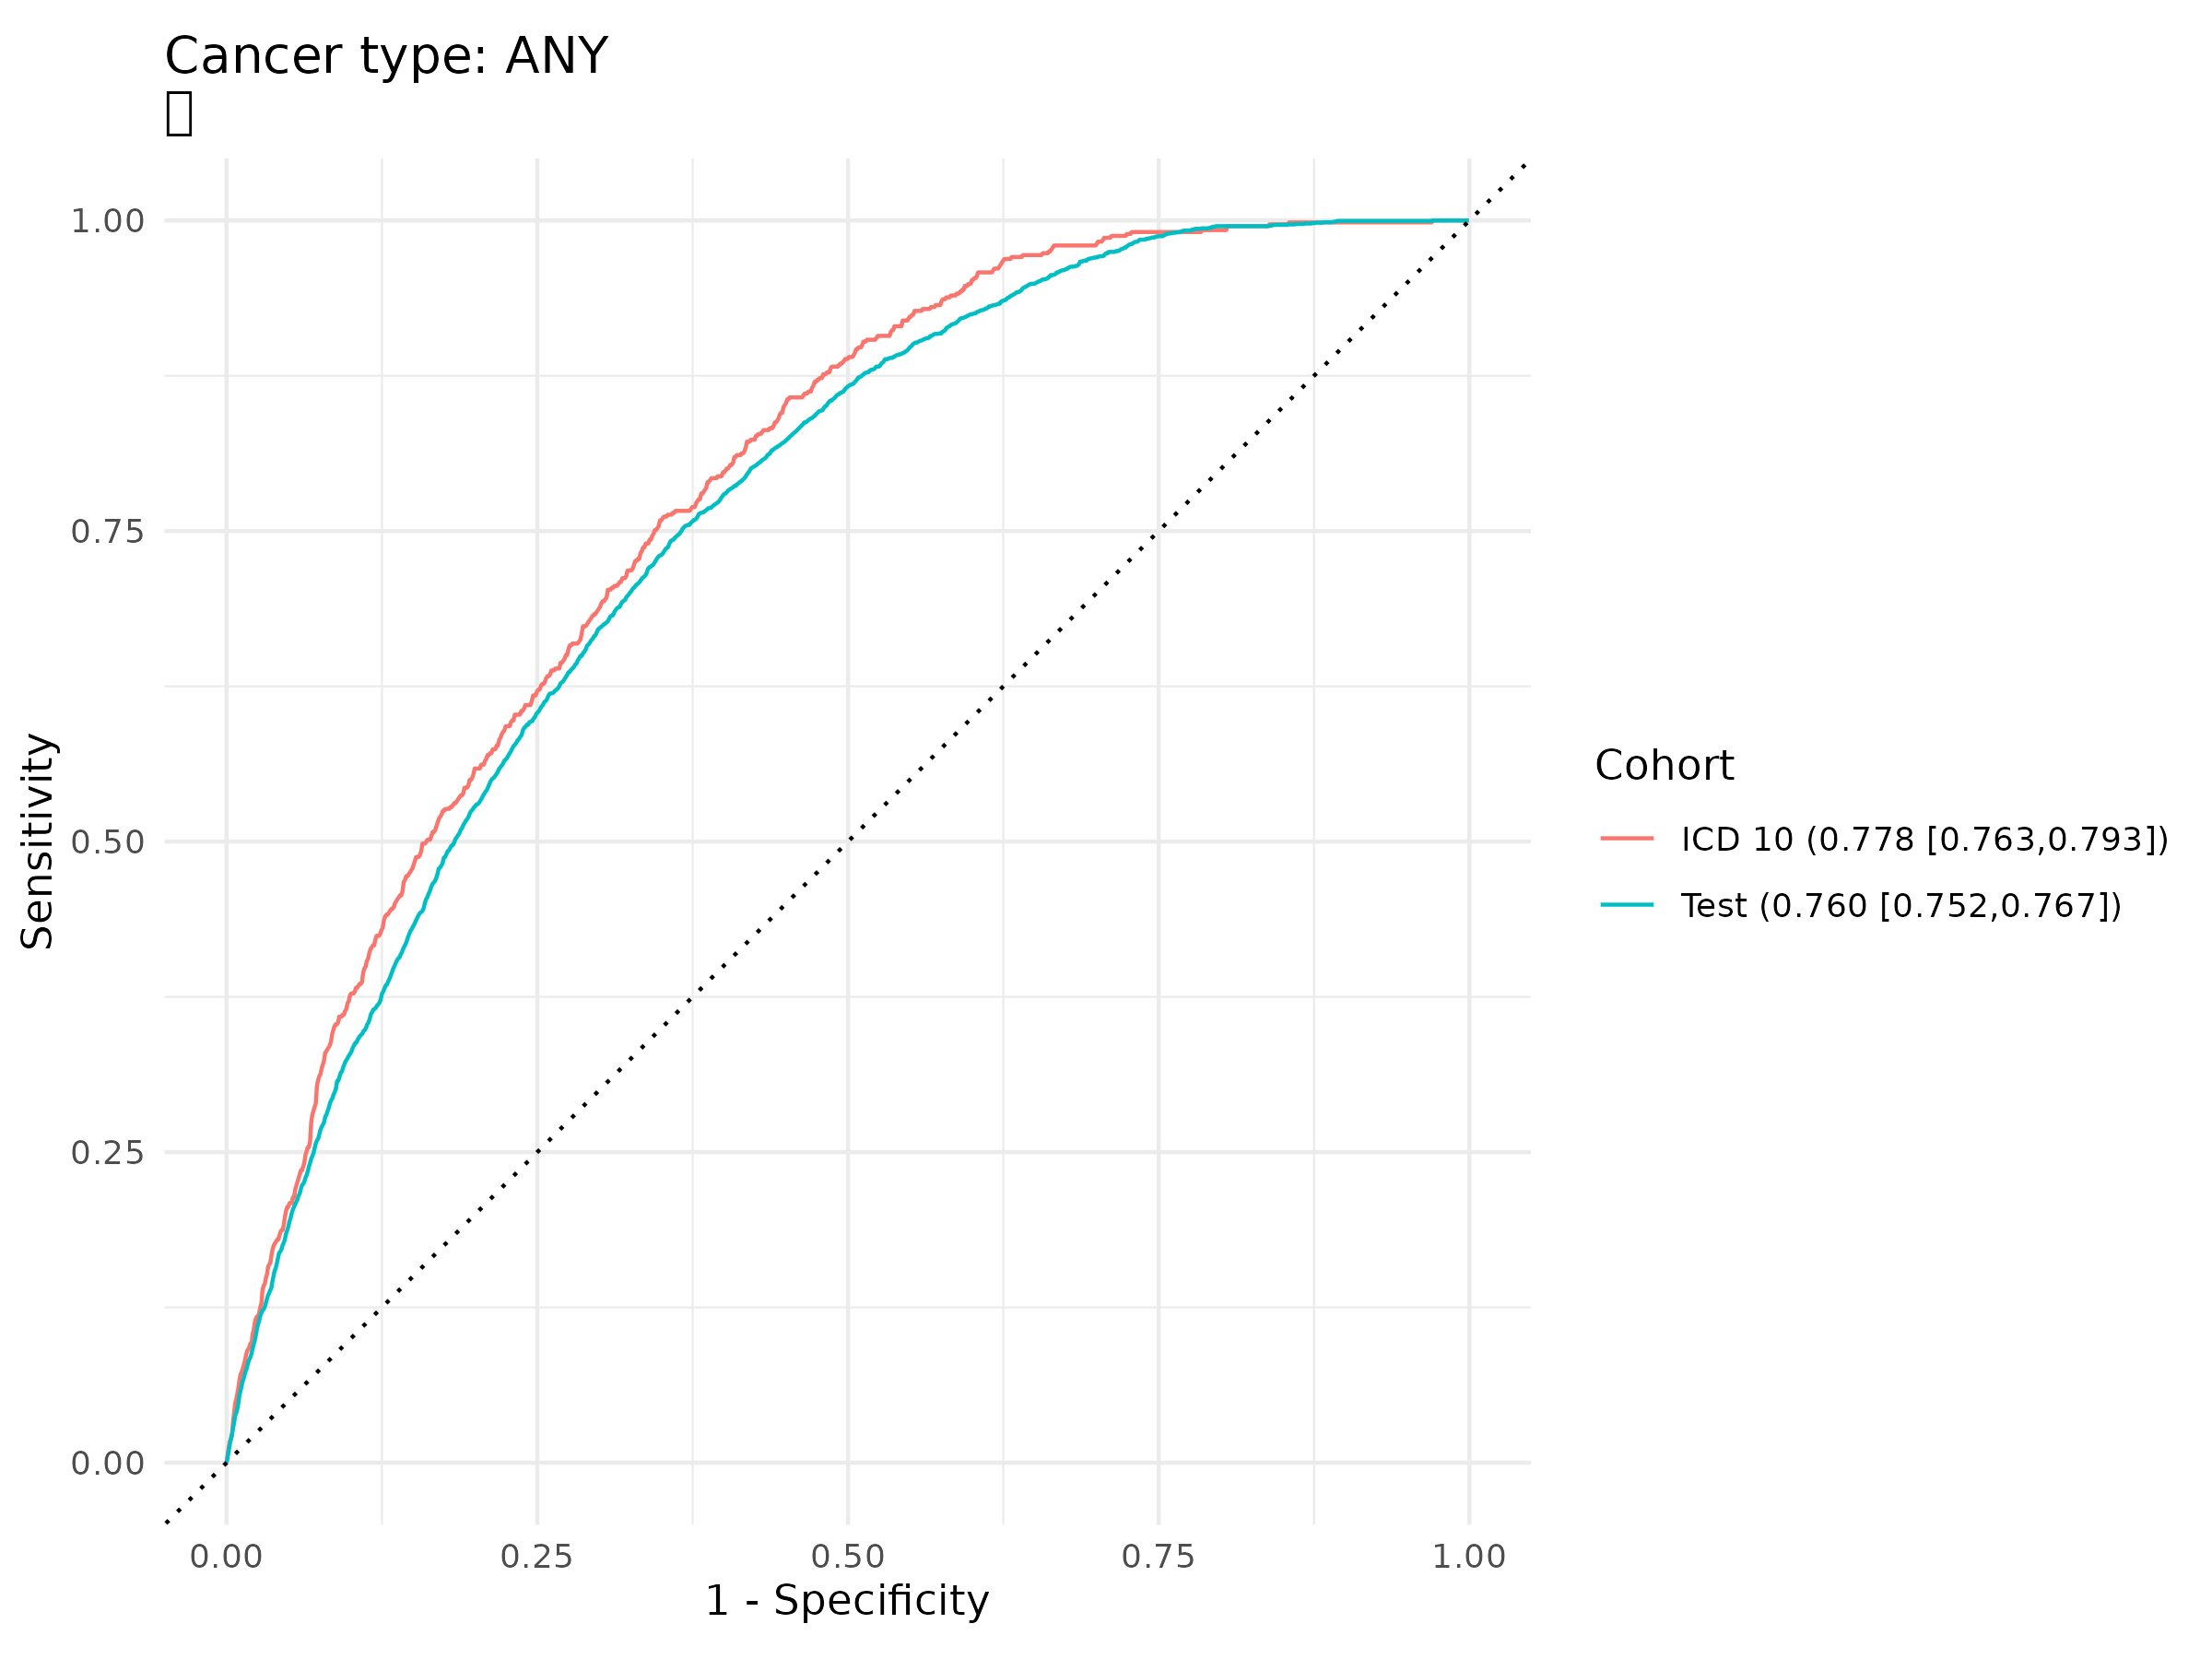 Cancer type: ANY
1.00
0.75
0.50
0.25
0.00
Sensitivity
0.00 0.25 0.50 0.75 1.00
1 - Specificity
Cohort
ICD 10 (0.778 [0.763,0.793])
Test (0.760 [0.752,0.767])